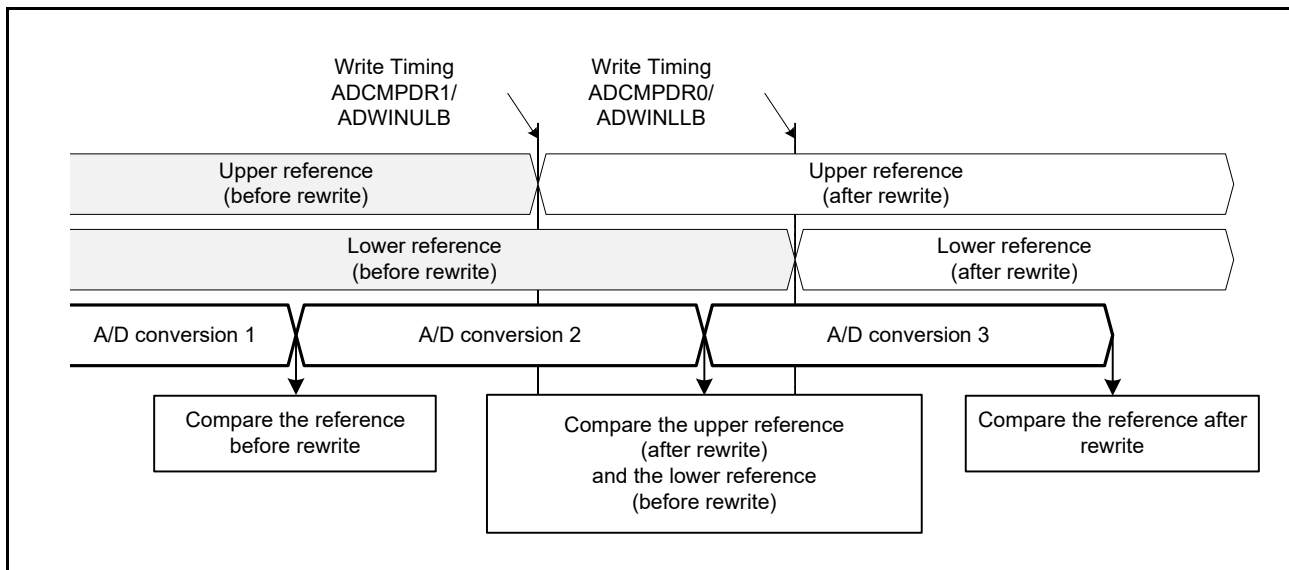 Write Timing
ADCMPDR1/
ADWINULB
Write Timing
ADCMPDR0/
ADWINLLB
Upper reference
(before rewrite)
Upper reference
(after rewrite)
Lower reference
(before rewrite)
Lower reference
(after rewrite)
A/D conversion 1
A/D conversion 2
A/D conversion 3
Compare the reference
before rewrite
Compare the upper reference
(after rewrite)
and the lower reference
(before rewrite)
Compare the reference after
rewrite